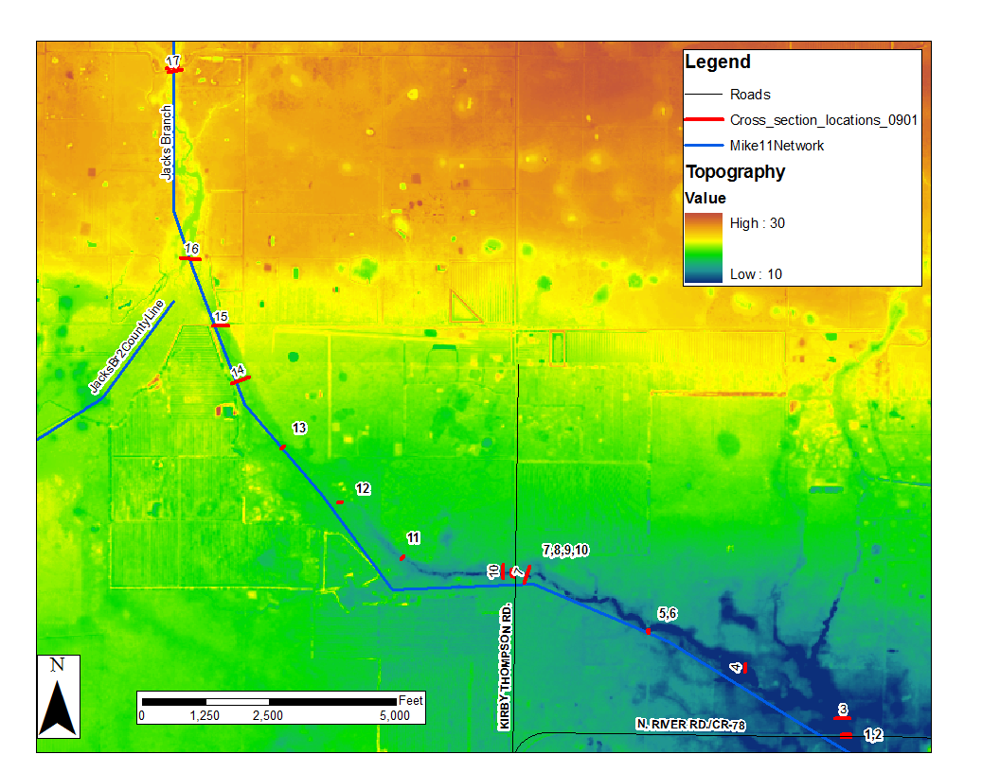 17
Jacks Branch
16
15
JacksBr2CountyLine
14
13
12
11
10
7
7,8,9,10
5,6
4
3
1,2
KIRBY THOMPSON RD.
N. RIVER RD./CR-78
Legend
Roads
Cross_section_locations_0901
Mike11Network
Topography
Value
High : 30
Low : 10
N
Feet
0 1,250 2,500 5,000